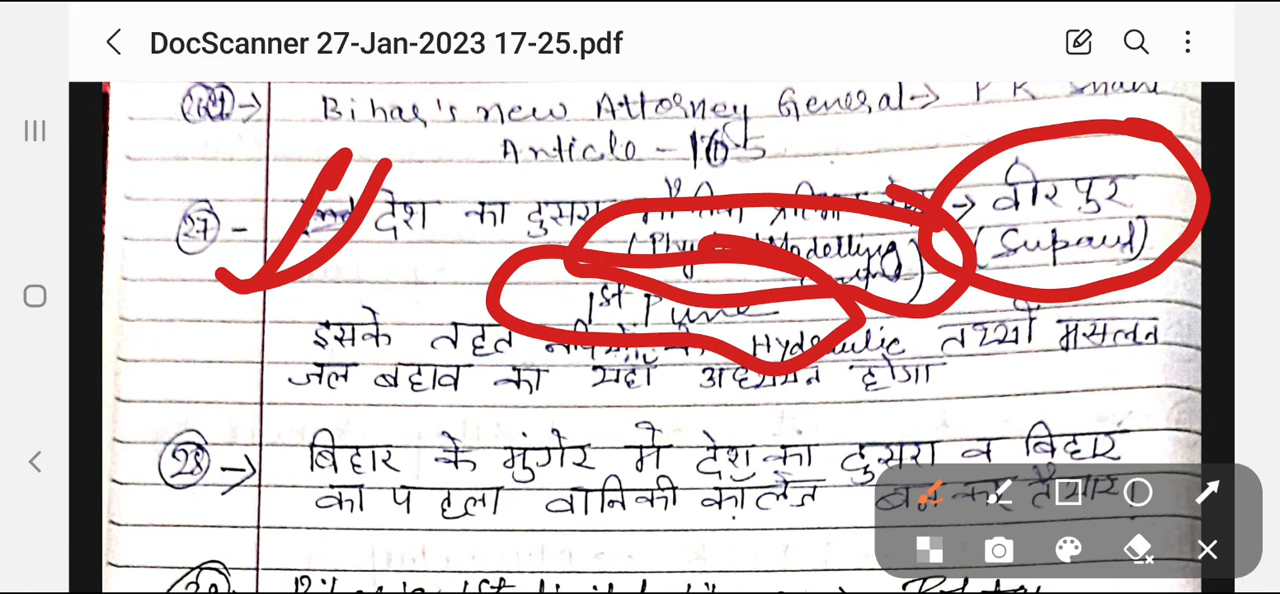 DocScanner 27-Jan-2023 17-25.pdf
Bihar's new Attorney General → P K
Article - 165
27 - देश का दुसरा → वीरपुर
(Modelling) (Supaul)
1st Pune
इसके तहत Hydraulic तथ्यों मसलन
जल बहाव का यहाँ अध्ययन होगा
28 → बिहार के मुंगेर में देश का दुसरा व बिहार
का पहला वानिकी कॉलेज बनकर तैयार।